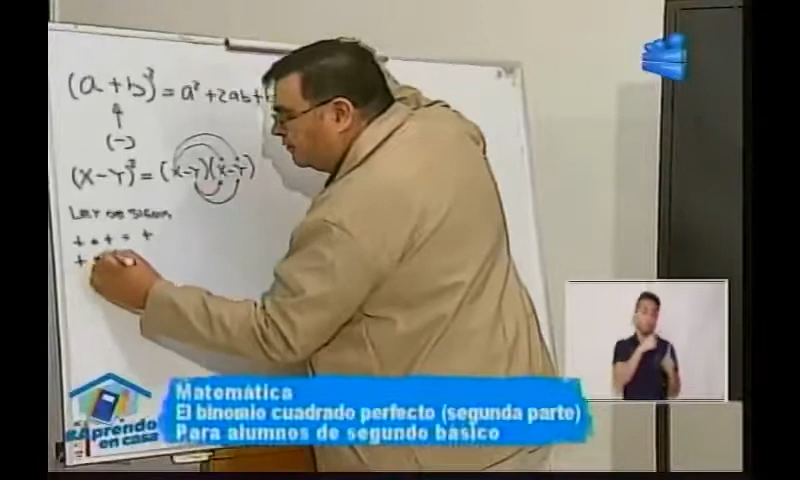 (a + b)² = a² + 2ab +
(-)
(x - y)² = (x - y)(x - y)
LEY DE SIGNOS
+ • + = +
+
Matemática
El binomio cuadrado perfecto (segunda parte)
Para alumnos de segundo básico
#Aprendo
en casa